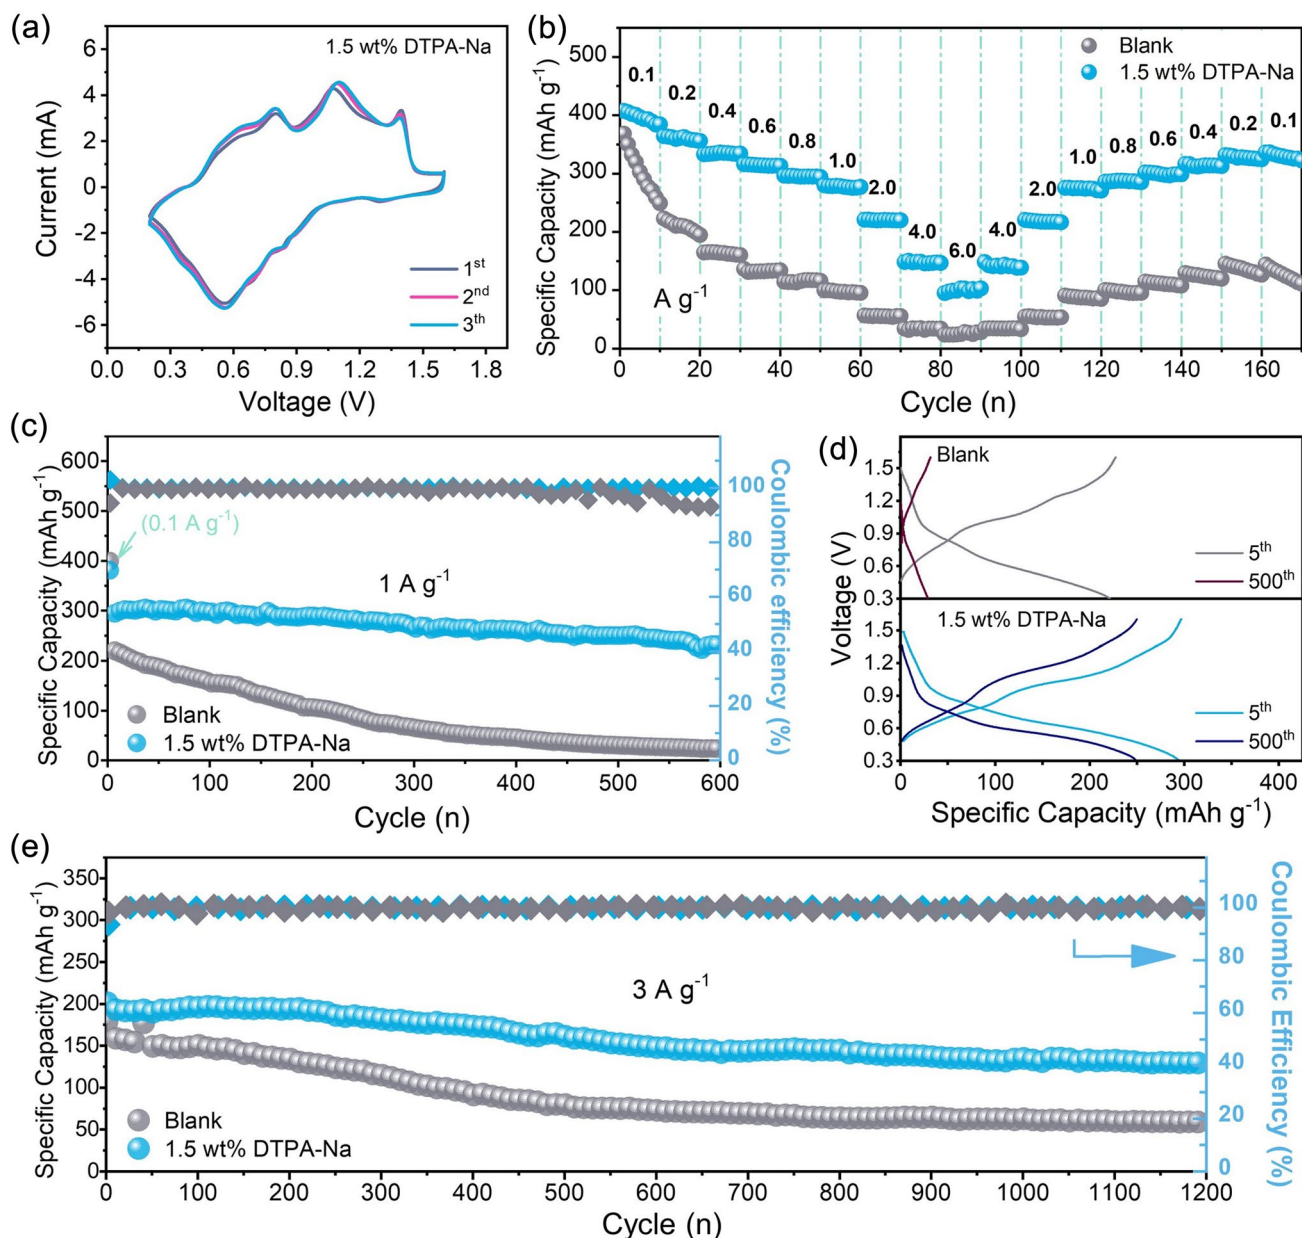 (a)
1.5 wt% DTPA-Na
6
4
2
0
-2
-4
-6
Current (mA)
1st
2nd
3th
0.0 0.3 0.6 0.9 1.2 1.5 1.8
Voltage (V)
(b)
Blank
1.5 wt% DTPA-Na
500
400
300
200
100
0
Specific Capacity (mAh g-1)
0.1 0.2 0.4 0.6 0.8 1.0 2.0 4.0 6.0 4.0 2.0 1.0 0.8 0.6 0.4 0.2 0.1
A g-1
0 20 40 60 80 100 120 140 160
Cycle (n)
(c)
600
500
400
300
200
100
0
Specific Capacity (mAh g-1)
(0.1 A g-1)
1 A g-1
Blank
1.5 wt% DTPA-Na
100
80
60
40
20
0
Coulombic efficiency (%)
0 100 200 300 400 500 600
Cycle (n)
(d)
Blank
1.5
1.2
0.9
0.6
0.3
5th
500th
1.5 wt% DTPA-Na
1.5
1.2
0.9
0.6
0.3
5th
500th
Voltage (V)
0 100 200 300 400
Specific Capacity (mAh g-1)
(e)
350
300
250
200
150
100
50
0
Specific Capacity (mAh g-1)
3 A g-1
Blank
1.5 wt% DTPA-Na
100
80
60
40
20
0
Coulombic Efficiency (%)
0 100 200 300 400 500 600 700 800 900 1000 1100 1200
Cycle (n)